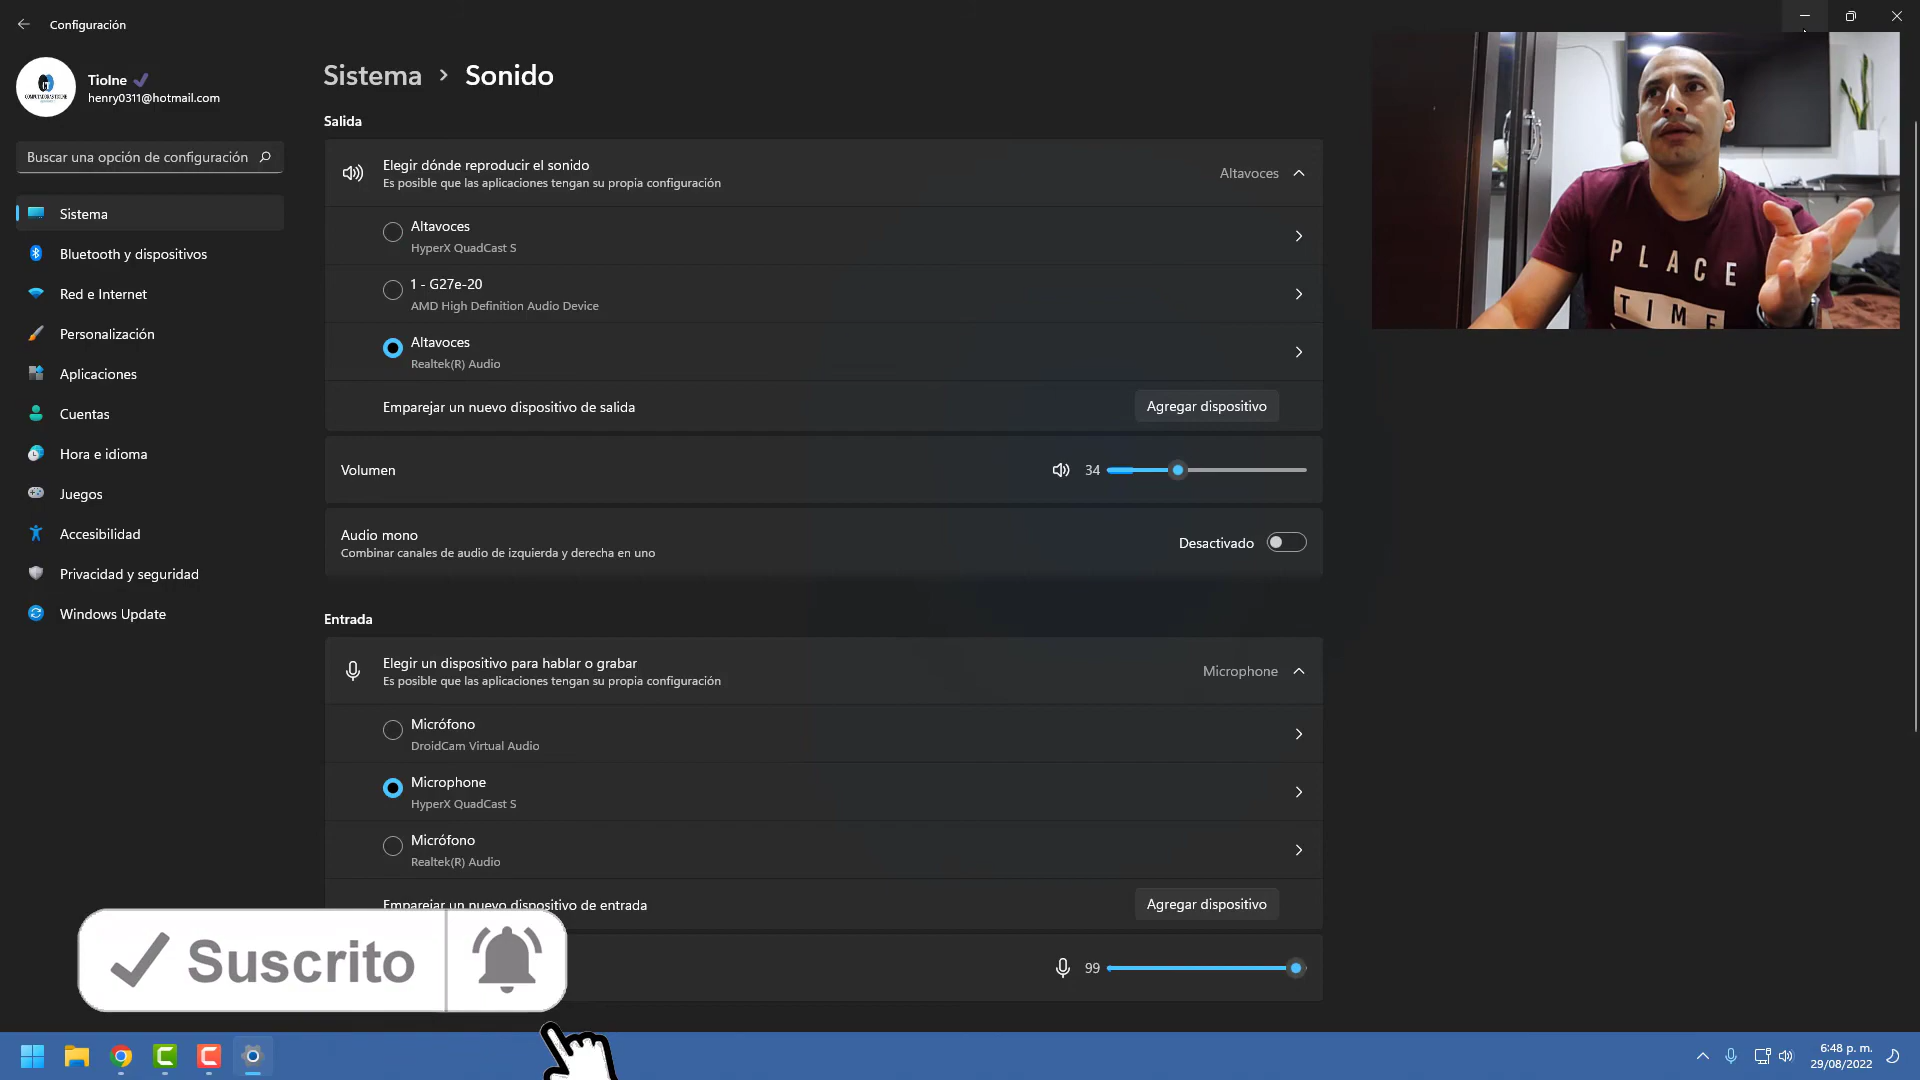 Configuración
TioIne
henry0311@hotmail.com
Buscar una opción de configuración
Sistema
Bluetooth y dispositivos
Red e Internet
Personalización
Aplicaciones
Cuentas
Hora e idioma
Juegos
Accesibilidad
Privacidad y seguridad
Windows Update
Sistema > Sonido
Salida
Elegir dónde reproducir el sonido
Es posible que las aplicaciones tengan su propia configuración
Altavoces
Altavoces
HyperX QuadCast S
1 - G27e-20
AMD High Definition Audio Device
Altavoces
Realtek(R) Audio
Emparejar un nuevo dispositivo de salida
Agregar dispositivo
Volumen
34
Audio mono
Combinar canales de audio de izquierda y derecha en uno
Desactivado
Entrada
Elegir un dispositivo para hablar o grabar
Es posible que las aplicaciones tengan su propia configuración
Microphone
Micrófono
DroidCam Virtual Audio
Microphone
HyperX QuadCast S
Micrófono
Realtek(R) Audio
Emparejar un nuevo dispositivo de entrada
Agregar dispositivo
99
Suscrito
PLACE
TIME
6:48 p. m.
29/08/2022